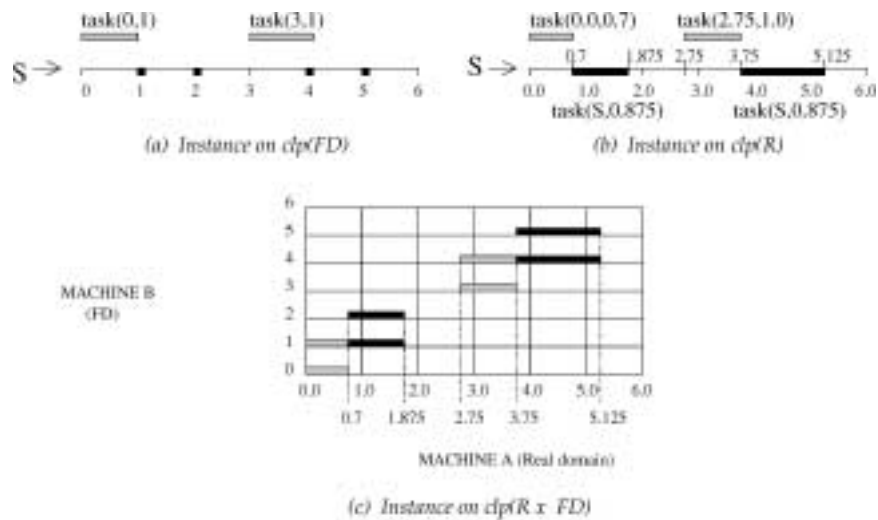 task(0,1) task(3,1)
S
0 1 2 3 4 5 6
(a) Instance on clp(FD)
task(0.0,0.7) task(2.75,1.0)
0.7 1.875 2.75 3.75 5.125
S
0.0 1.0 2.0 3.0 4.0 5.0 6.0
task(S,0.875) task(S,0.875)
(b) Instance on clp(R)
6
5
4
3
2
1
0
MACHINE B
(FD)
0.0 1.0 2.0 3.0 4.0 5.0 6.0
0.7 1.875 2.75 3.75 5.125
MACHINE A (Real domain)
(c) Instance on clp(R x FD)